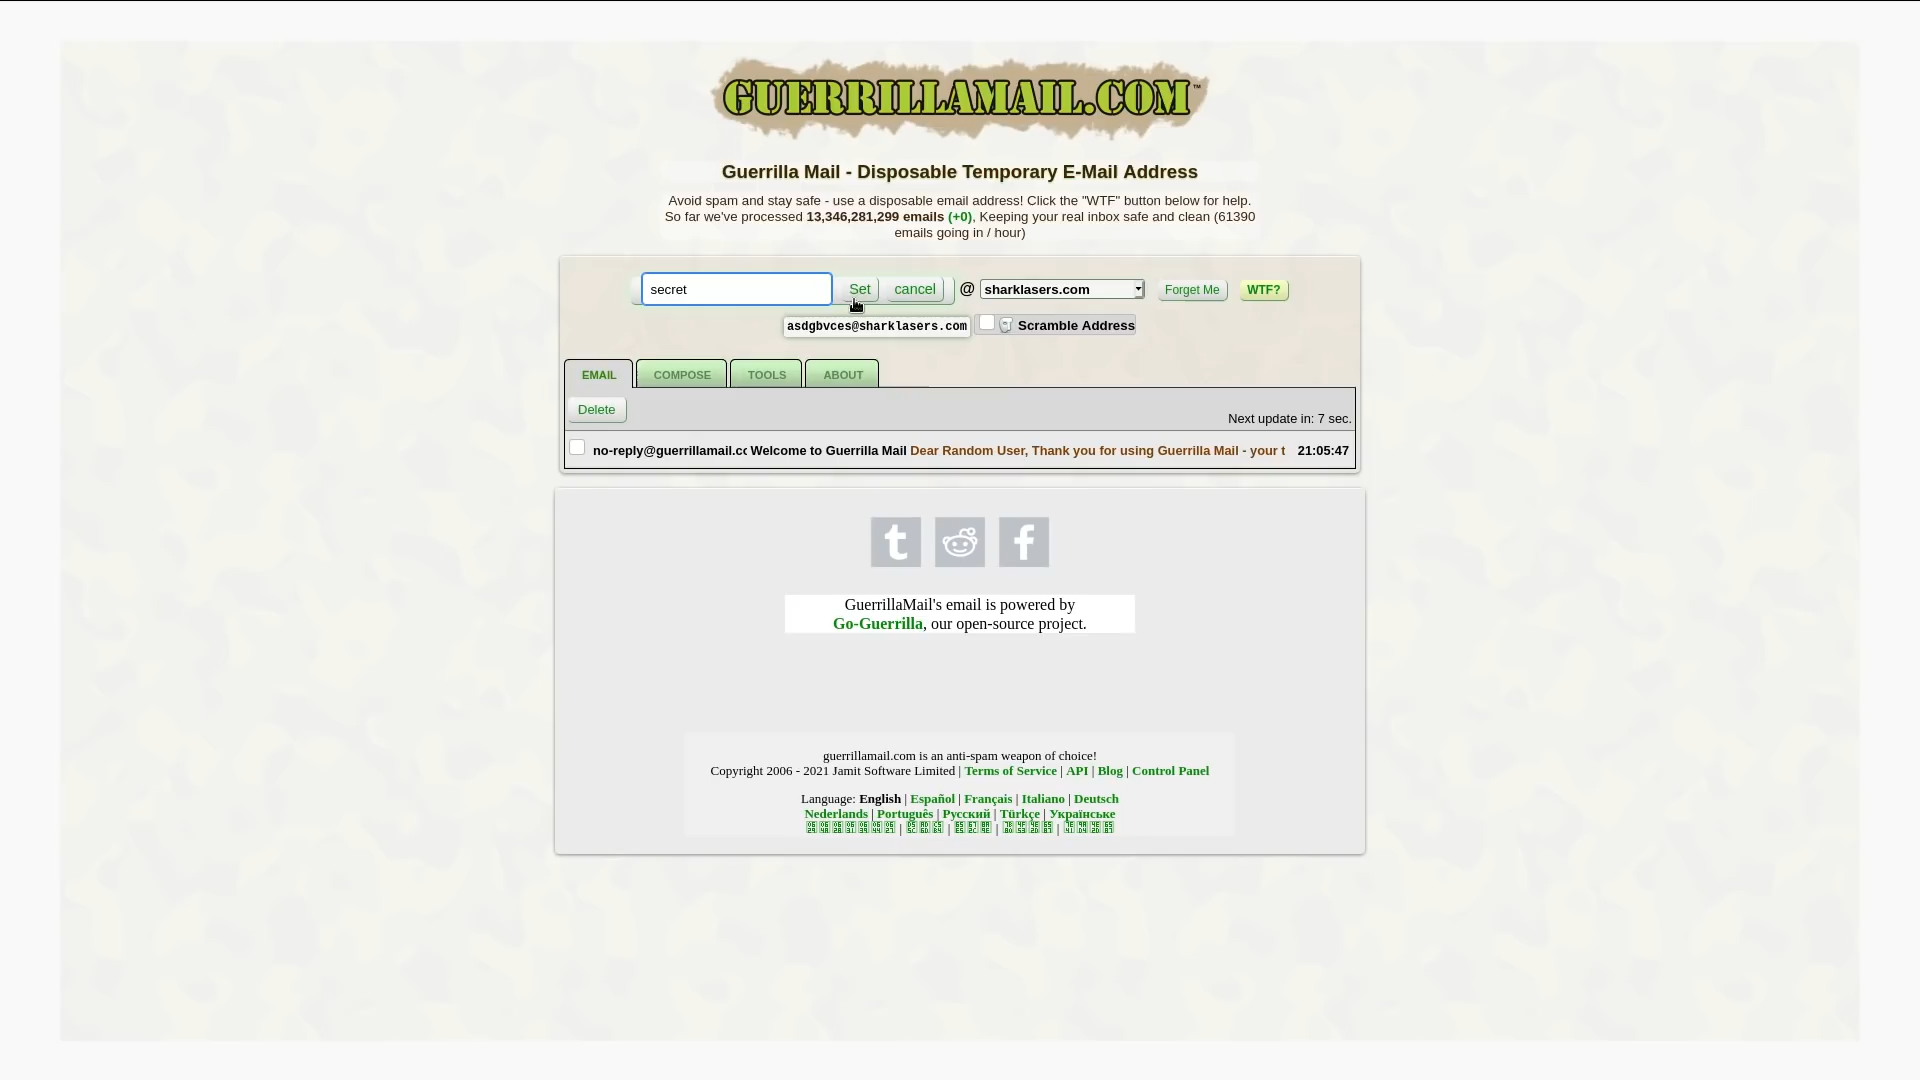 GUERRILLAMAIL.COM™
Guerrilla Mail - Disposable Temporary E-Mail Address
Avoid spam and stay safe - use a disposable email address! Click the "WTF" button below for help.
So far we've processed 13,346,281,299 emails (+0), Keeping your real inbox safe and clean (61390
emails going in / hour)
secret Set cancel @ sharklasers.com Forget Me WTF?
asdgbvces@sharklasers.com Scramble Address
EMAIL COMPOSE TOOLS ABOUT
Delete
Next update in: 7 sec.
no-reply@guerrillamail.cc Welcome to Guerrilla Mail Dear Random User, Thank you for using Guerrilla Mail - your t 21:05:47
GuerrillaMail's email is powered by
Go-Guerrilla, our open-source project.
guerrillamail.com is an anti-spam weapon of choice!
Copyright 2006 - 2021 Jamit Software Limited | Terms of Service | API | Blog | Control Panel
Language: English | Español | Français | Italiano | Deutsch
Nederlands | Português | Русский | Türkçe | Українське